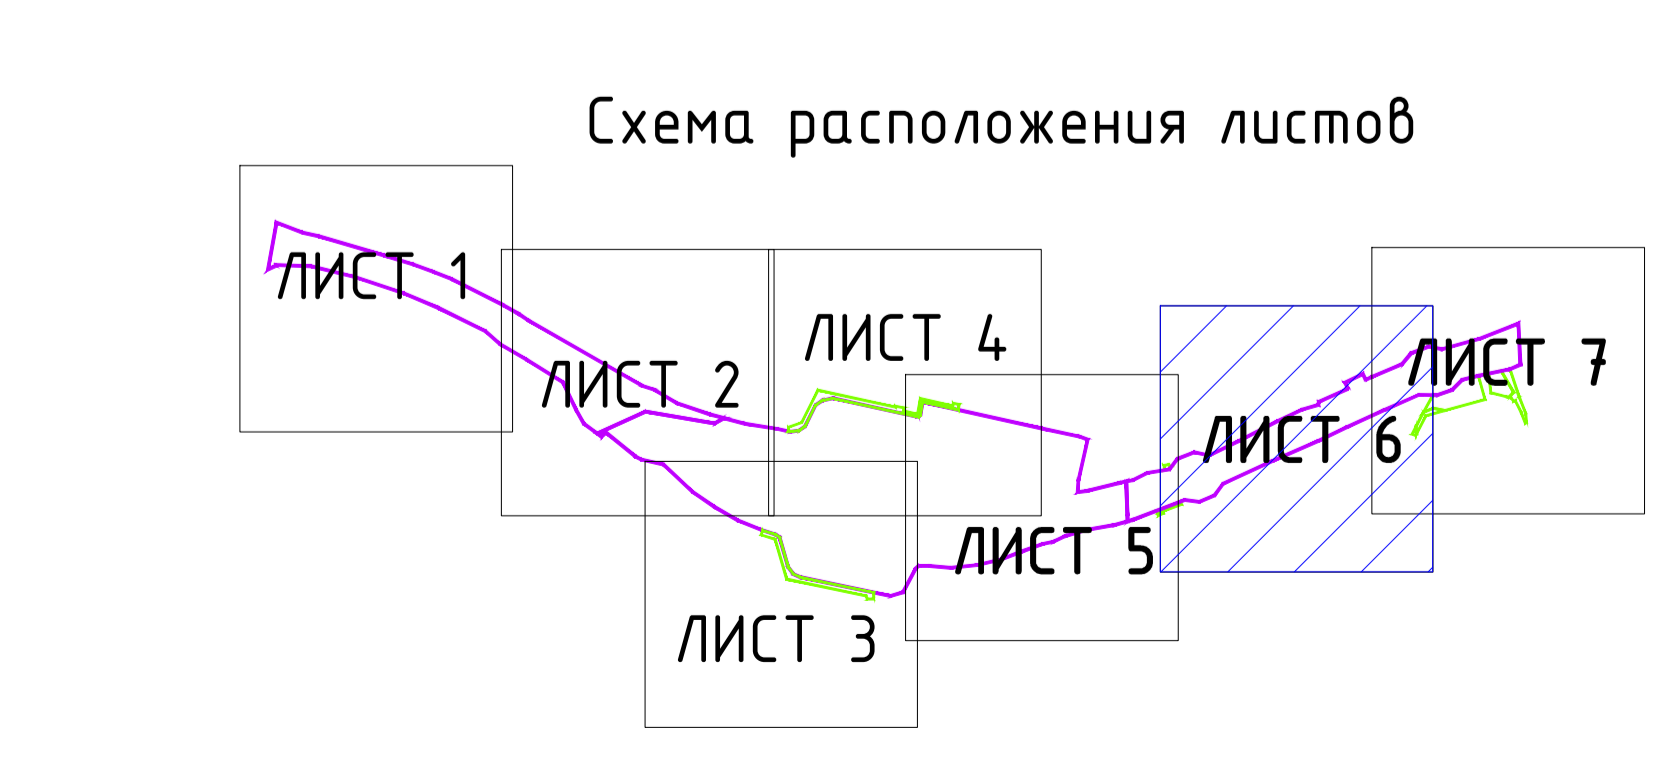 Схема расположения листов
ЛИСТ 1
ЛИСТ 2
ЛИСТ 4
ЛИСТ 7
ЛИСТ 6
ЛИСТ 5
ЛИСТ 3